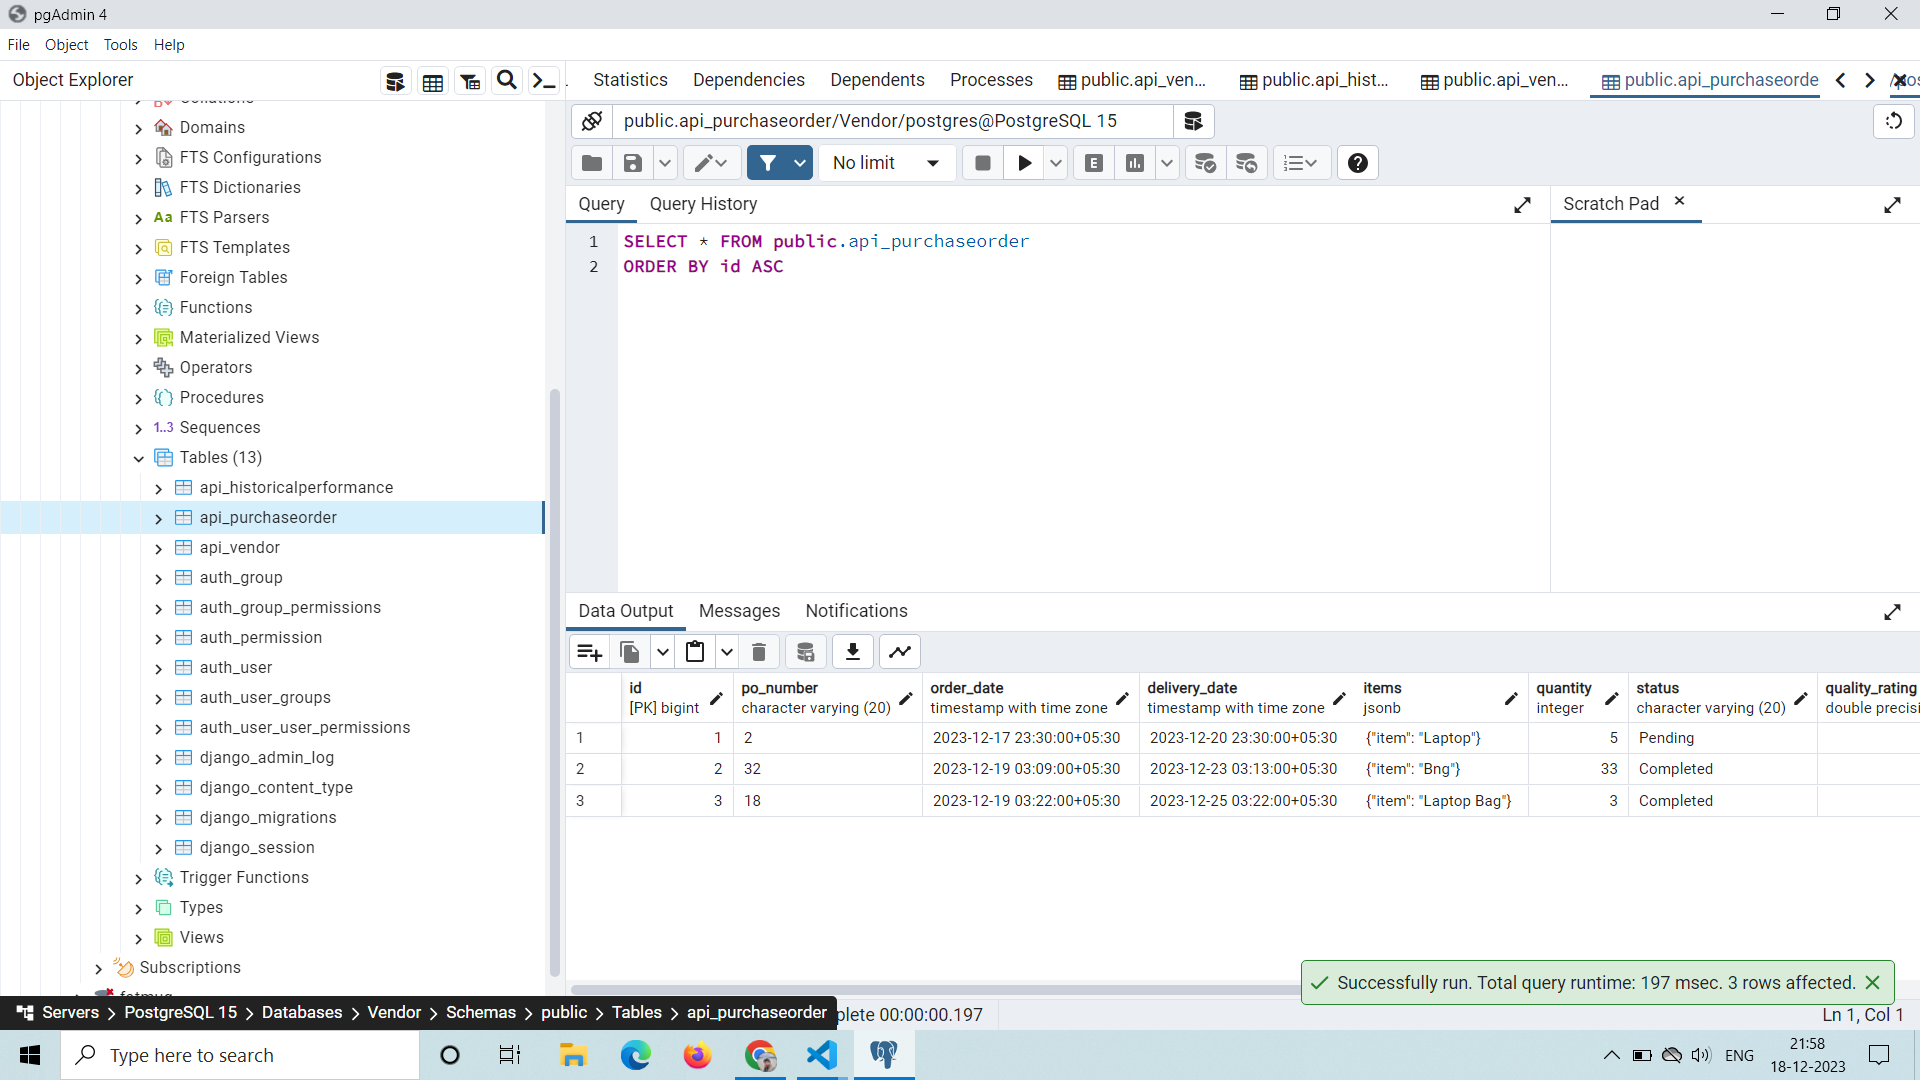 pgAdmin 4
File Object Tools Help
Object Explorer
Statistics Dependencies Dependents Processes public.api_ven... public.api_hist... public.api_ven... public.api_purchaseorde
Domains
FTS Configurations
FTS Dictionaries
Aa FTS Parsers
FTS Templates
Foreign Tables
Functions
Materialized Views
Operators
Procedures
1..3 Sequences
Tables (13)
api_historicalperformance
api_purchaseorder
api_vendor
auth_group
auth_group_permissions
auth_permission
auth_user
auth_user_groups
auth_user_user_permissions
django_admin_log
django_content_type
django_migrations
django_session
Trigger Functions
Types
Views
Subscriptions
public.api_purchaseorder/Vendor/postgres@PostgreSQL 15
No limit
E
Query Query History
Scratch Pad
1 SELECT * FROM public.api_purchaseorder
2 ORDER BY id ASC
Data Output Messages Notifications
id po_number order_date delivery_date items quantity status quality_rating
[PK] bigint character varying (20) timestamp with time zone timestamp with time zone jsonb integer character varying (20) double precisi
1 1 2 2023-12-17 23:30:00+05:30 2023-12-20 23:30:00+05:30 {"item": "Laptop"} 5 Pending
2 2 32 2023-12-19 03:09:00+05:30 2023-12-23 03:13:00+05:30 {"item": "Bng"} 33 Completed
3 3 18 2023-12-19 03:22:00+05:30 2023-12-25 03:22:00+05:30 {"item": "Laptop Bag"} 3 Completed
Successfully run. Total query runtime: 197 msec. 3 rows affected.
Servers > PostgreSQL 15 > Databases > Vendor > Schemas > public > Tables > api_purchaseorder
plete 00:00:00.197
Ln 1, Col 1
Type here to search
ENG
21:58
18-12-2023